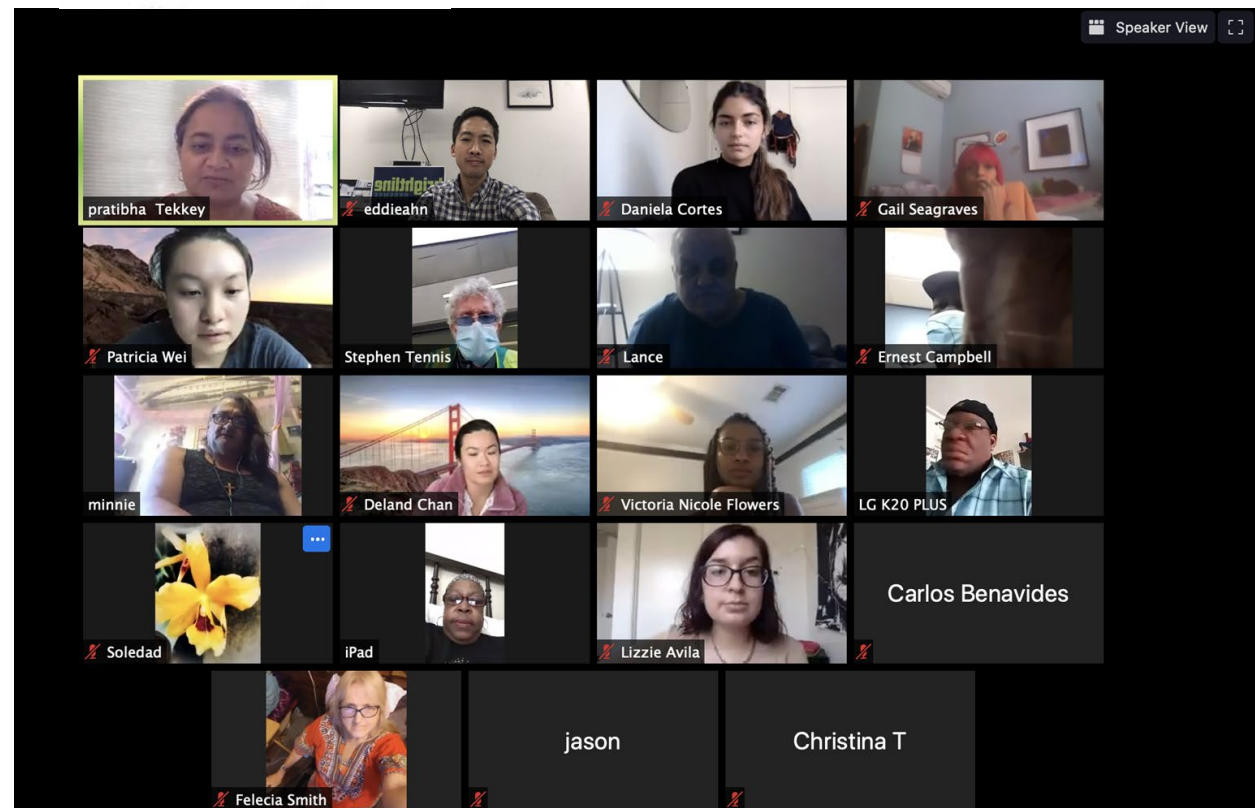 Speaker View
pratibha Tekkey
brightline
eddieahn
Daniela Cortes
Gail Seagraves
Patricia Wei
Stephen Tennis
Lance
Ernest Campbell
minnie
Deland Chan
Victoria Nicole Flowers
LG K20 PLUS
Soledad
iPad
Lizzie Avila
Carlos Benavides
Felecia Smith
jason
Christina T